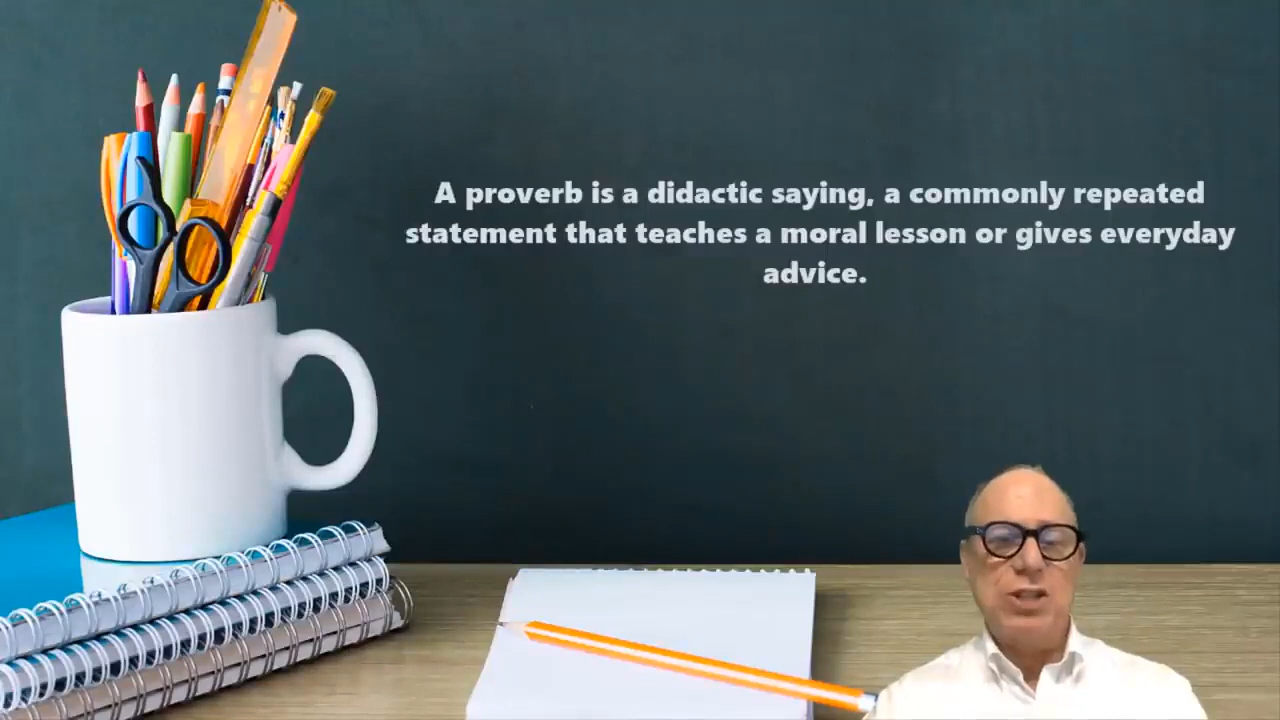 A proverb is a didactic saying, a commonly repeated
statement that teaches a moral lesson or gives everyday
advice.